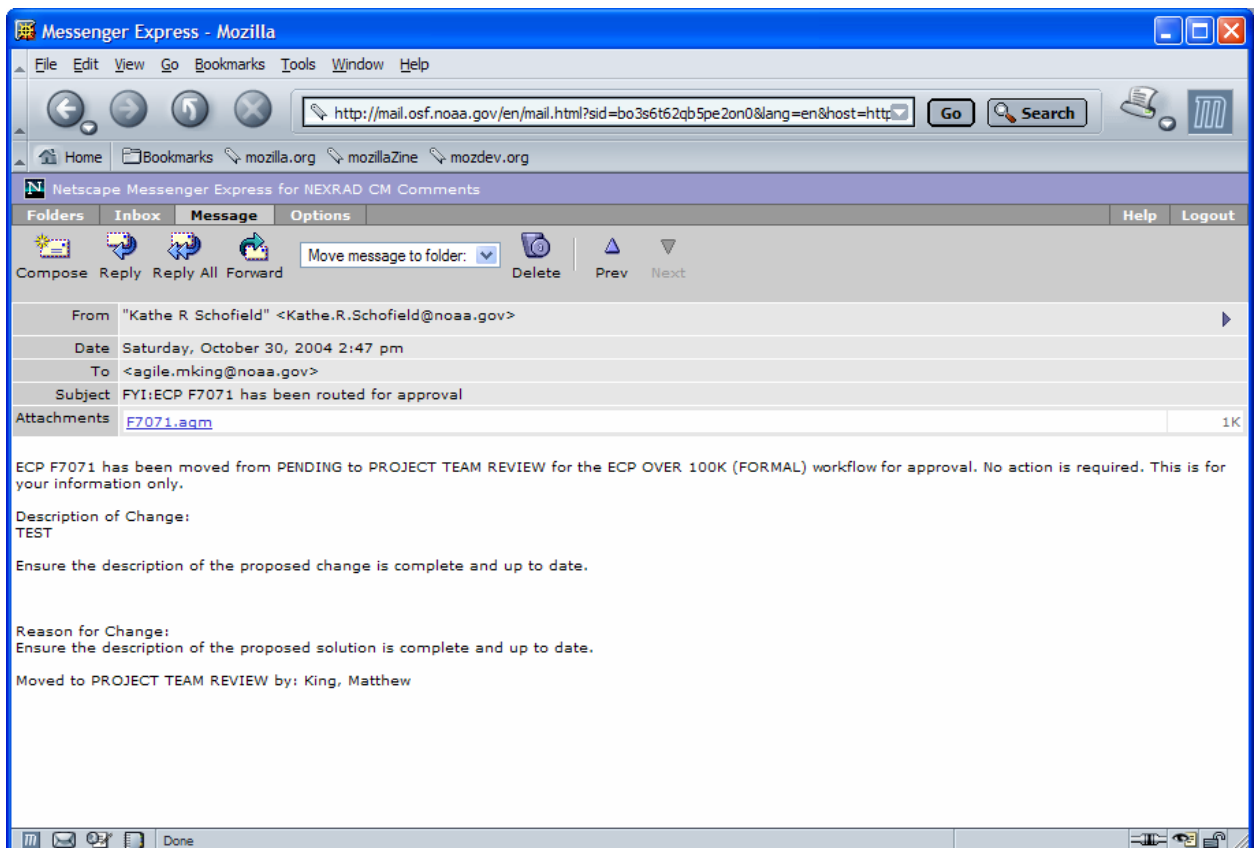 Messenger Express - Mozilla
File Edit View Go Bookmarks Tools Window Help
http://mail.osf.noaa.gov/en/mail.html?sid=bo3s6t62qb5pe2on0&lang=en&host=http Go Search
Home Bookmarks mozilla.org mozillaZine mozdev.org
N Netscape Messenger Express for NEXRAD CM Comments
Folders Inbox Message Options Help Logout
Move message to folder:
Compose Reply Reply All Forward Delete Prev Next
From "Kathe R Schofield" <Kathe.R.Schofield@noaa.gov>
Date Saturday, October 30, 2004 2:47 pm
To <agile.mking@noaa.gov>
Subject FYI:ECP F7071 has been routed for approval
Attachments F7071.aqm 1K
ECP F7071 has been moved from PENDING to PROJECT TEAM REVIEW for the ECP OVER 100K (FORMAL) workflow for approval. No action is required. This is for
your information only.
Description of Change:
TEST
Ensure the description of the proposed change is complete and up to date.
Reason for Change:
Ensure the description of the proposed solution is complete and up to date.
Moved to PROJECT TEAM REVIEW by: King, Matthew
Done